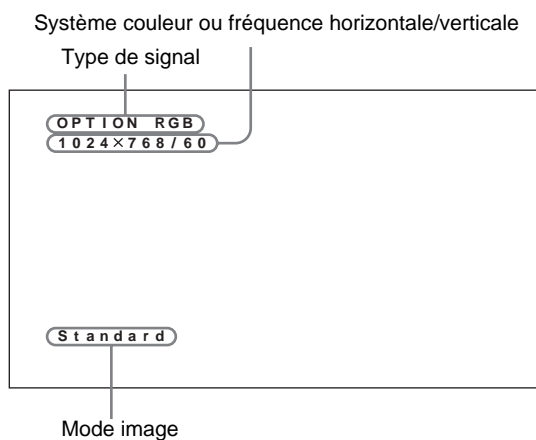 Système couleur ou fréquence horizontale/verticale
Type de signal
OPTION RGB
1024×768/60
Standard
Mode image